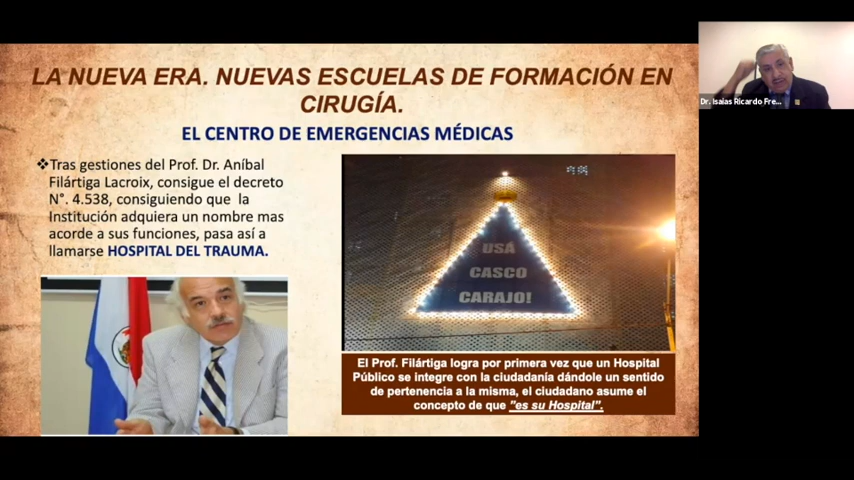 LA NUEVA ERA. NUEVAS ESCUELAS DE FORMACIÓN EN
CIRUGÍA.
EL CENTRO DE EMERGENCIAS MÉDICAS
❖Tras gestiones del Prof. Dr. Aníbal
Filártiga Lacroix, consigue el decreto
N°. 4.538, consiguiendo que la
Institución adquiera un nombre mas
acorde a sus funciones, pasa así a
llamarse HOSPITAL DEL TRAUMA.
USÁ
CASCO
CARAJO!
El Prof. Filártiga logra por primera vez que un Hospital
Público se integre con la ciudadanía dándole un sentido
de pertenencia a la misma, el ciudadano asume el
concepto de que "es su Hospital".
Dr. Isaías Ricardo Fre...